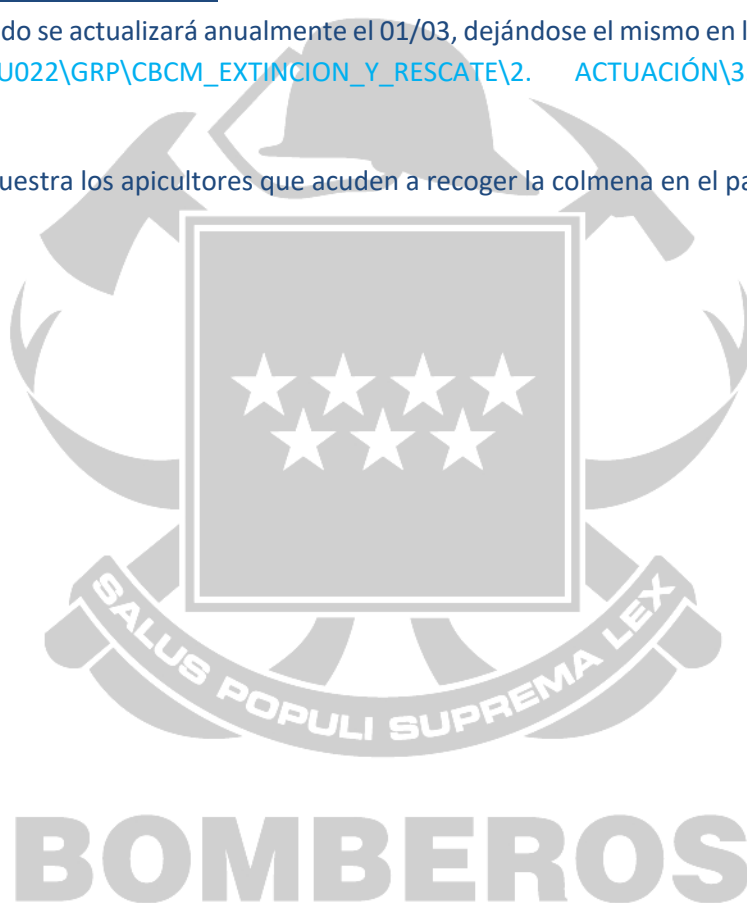 do se actualizará anualmente el 01/03, dejándose el mismo en l
U022\GRP\CBCM_EXTINCION_Y_RESCATE\2. ACTUACIÓN\3
uestra los apicultores que acuden a recoger la colmena en el pa
SALUS POPULI SUPREMA LEX
BOMBEROS